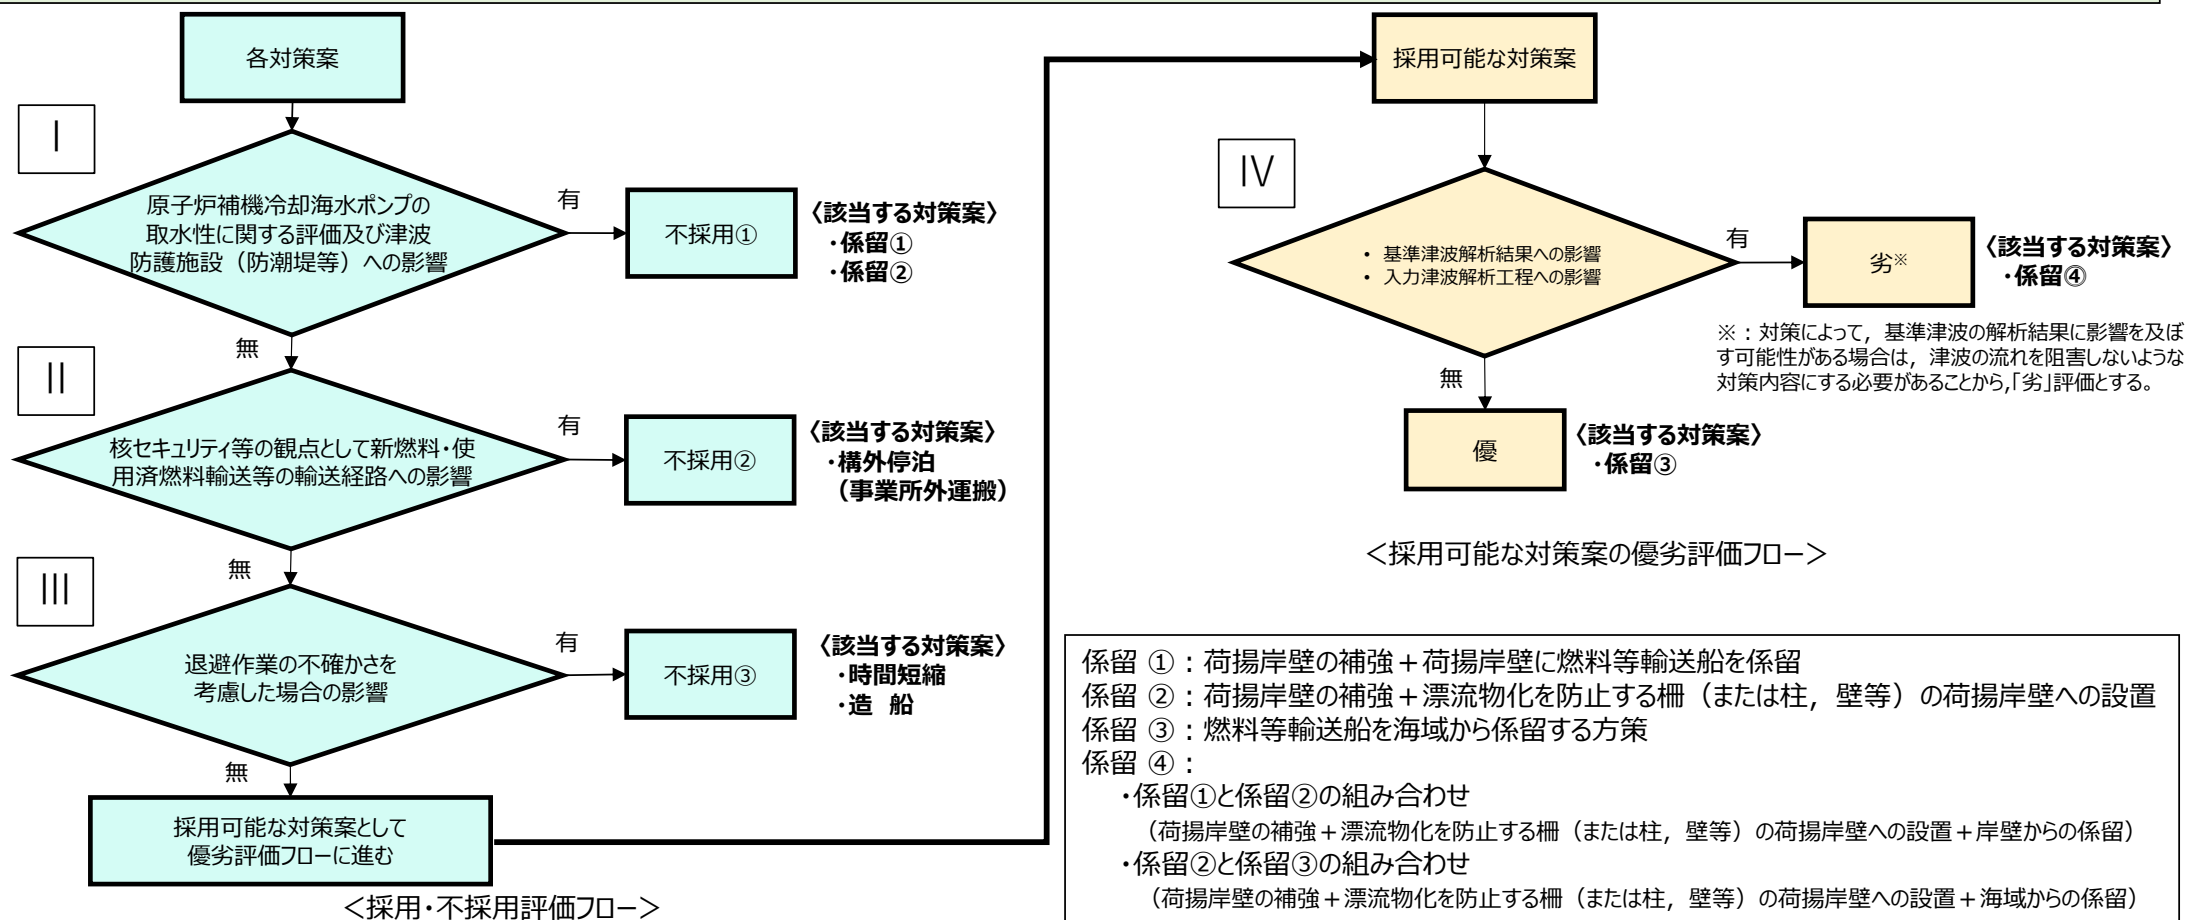 各対策案
Ⅰ
原子炉補機冷却海水ポンプの
取水性に関する評価及び津波
防護施設（防潮堤等）への影響
有
不採用①
〈該当する対策案〉
・係留①
・係留②
無
Ⅱ
核セキュリティ等の観点として新燃料・使
用済燃料輸送等の輸送経路への影響
有
不採用②
〈該当する対策案〉
・構外停泊
（事業所外運搬）
無
Ⅲ
退避作業の不確かさを
考慮した場合の影響
有
不採用③
〈該当する対策案〉
・時間短縮
・造　船
無
採用可能な対策案として
優劣評価フローに進む
＜採用・不採用評価フロー＞
採用可能な対策案
Ⅳ
• 基準津波解析結果への影響
• 入力津波解析工程への影響
有
劣※
〈該当する対策案〉
・係留④
※：対策によって，基準津波の解析結果に影響を及ぼ
す可能性がある場合は，津波の流れを阻害しないような
対策内容にする必要があることから,「劣」評価とする。
無
優
〈該当する対策案〉
・係留③
＜採用可能な対策案の優劣評価フロー＞
係留 ①：荷揚岸壁の補強＋荷揚岸壁に燃料等輸送船を係留
係留 ②：荷揚岸壁の補強＋漂流物化を防止する柵（または柱，壁等）の荷揚岸壁への設置
係留 ③：燃料等輸送船を海域から係留する方策
係留 ④：
・係留①と係留②の組み合わせ
（荷揚岸壁の補強＋漂流物化を防止する柵（または柱，壁等）の荷揚岸壁への設置＋岸壁からの係留）
・係留②と係留③の組み合わせ
（荷揚岸壁の補強＋漂流物化を防止する柵（または柱，壁等）の荷揚岸壁への設置＋海域からの係留）